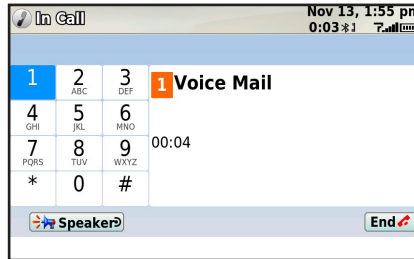 In Call
Nov 13, 1:55 pm
0:03
1 Voice Mail
1 2 3
ABC DEF
4 5 6
GHI JKL MNO
00:04
7 8 9
PQRS TUV WXYZ
* 0 #
Speaker
End